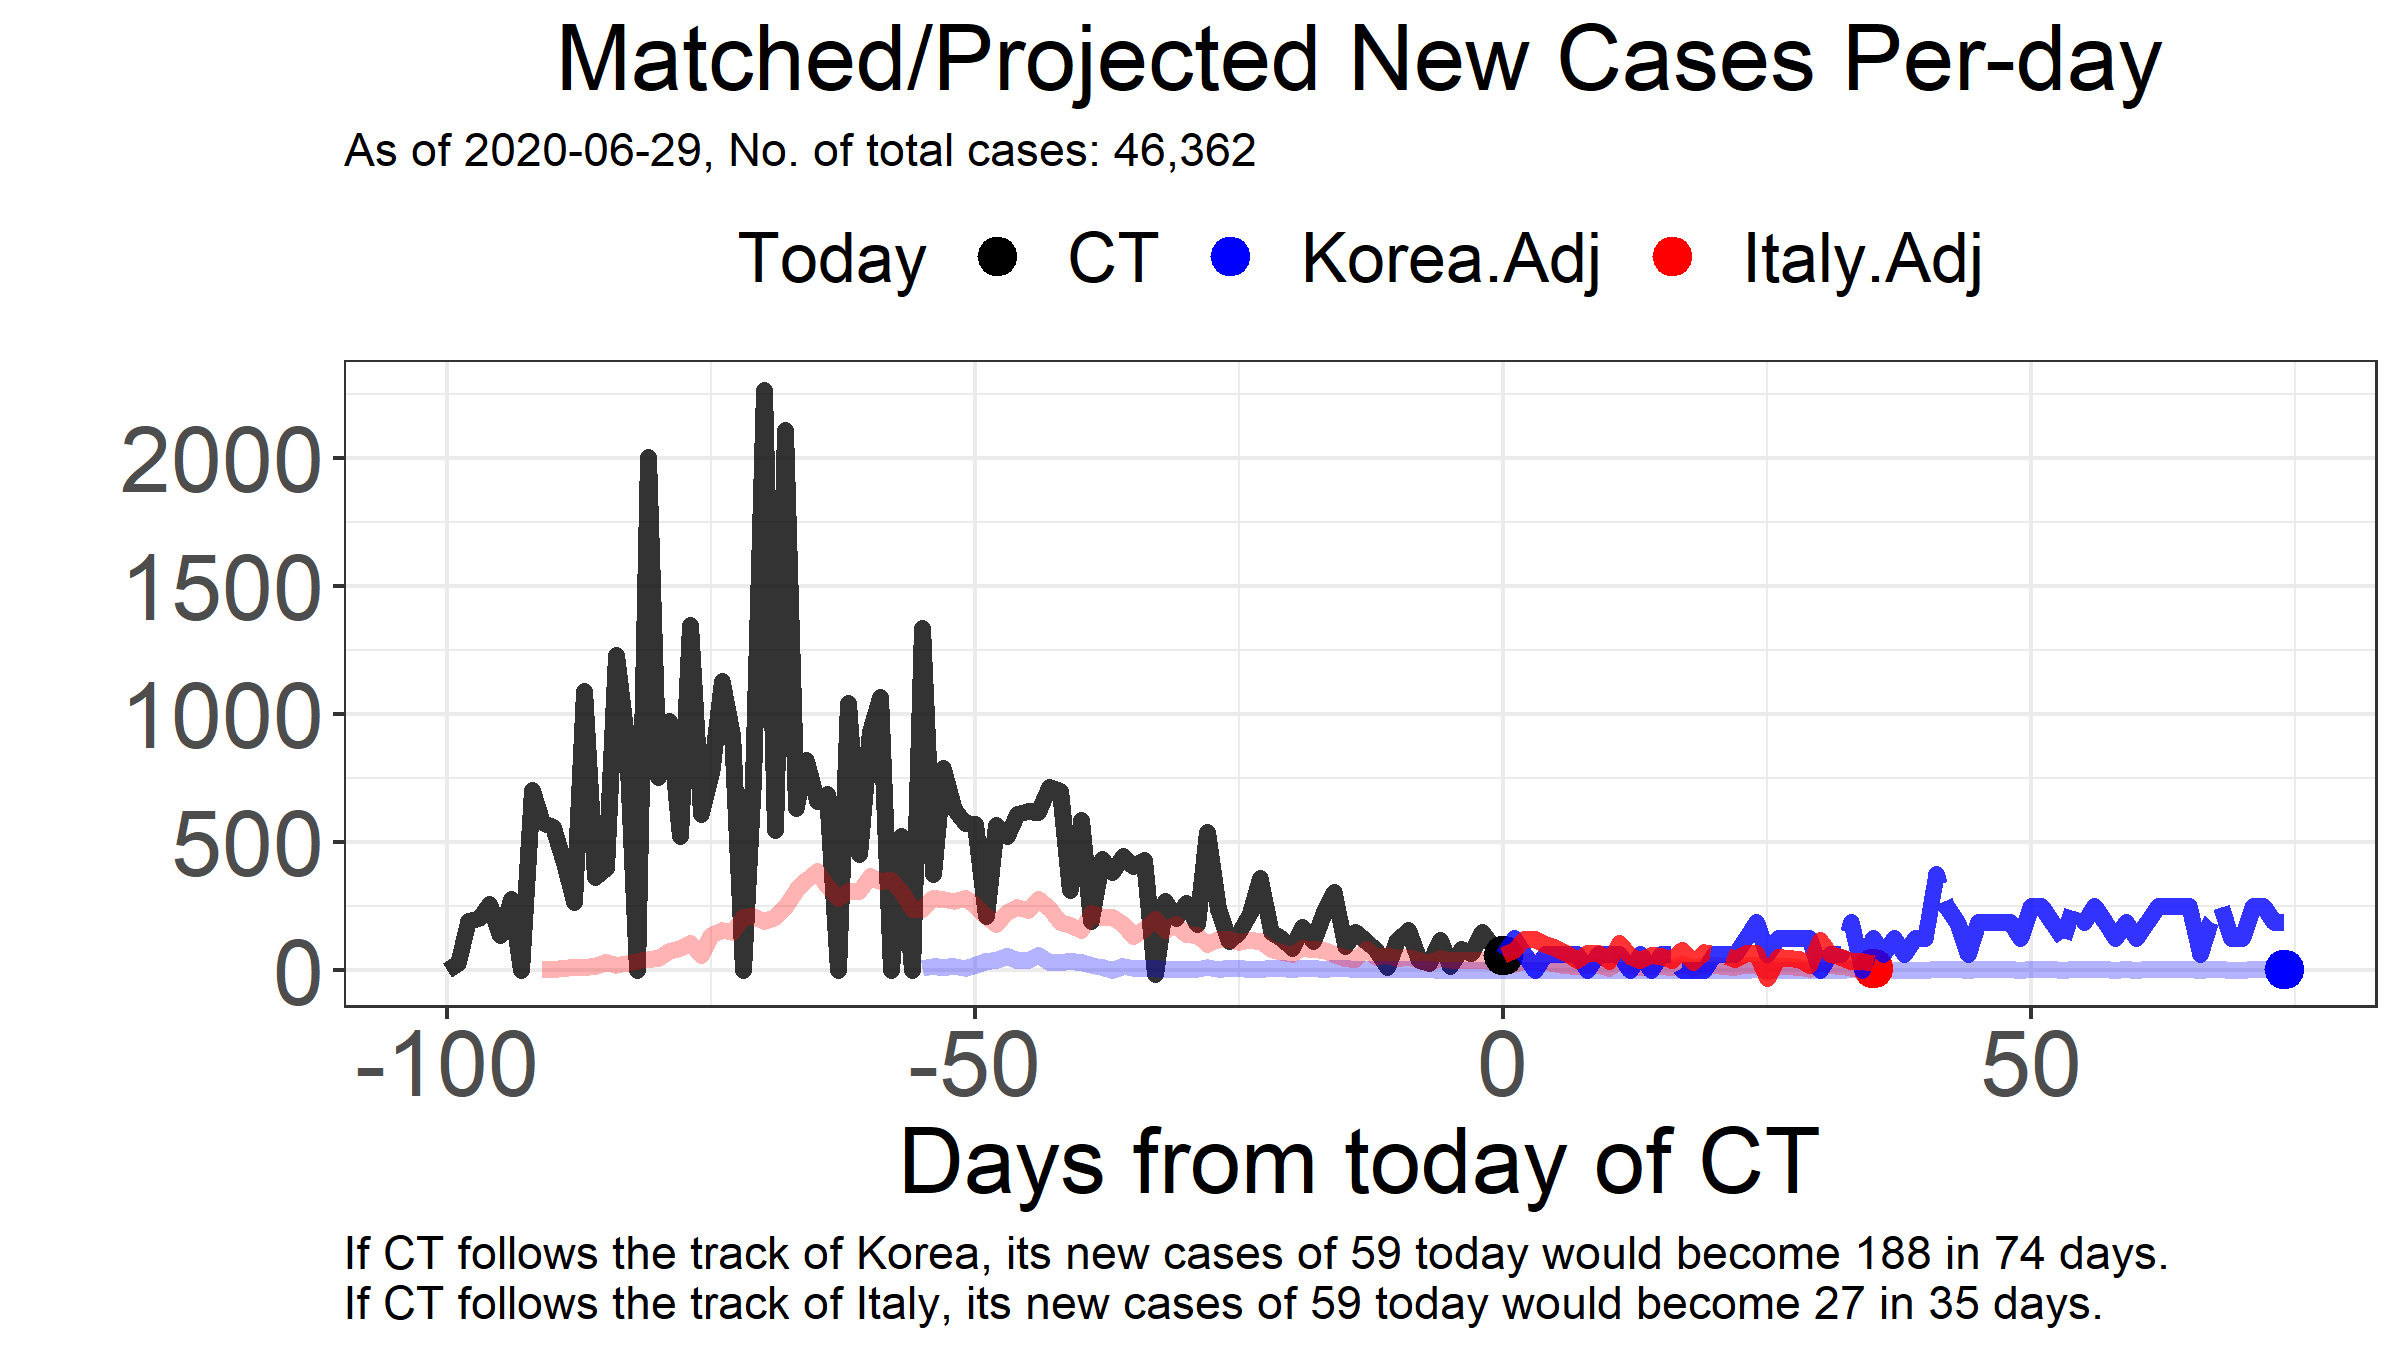 Matched/Projected New Cases Per-day
As of 2020-06-29, No. of total cases: 46,362
Today CT Korea.Adj Italy.Adj
2000
1500
1000
500
0
-100 -50 0 50
Days from today of CT
If CT follows the track of Korea, its new cases of 59 today would become 188 in 74 days.
If CT follows the track of Italy, its new cases of 59 today would become 27 in 35 days.